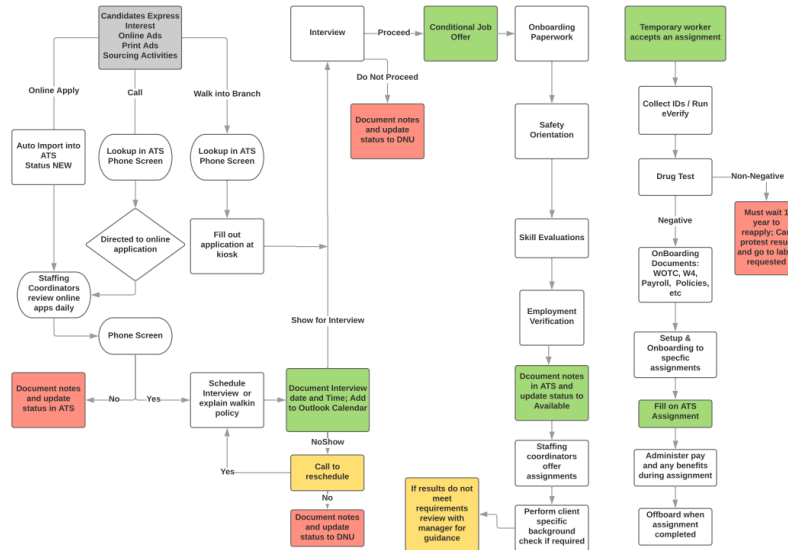 Candidates Express
Interest
Online Ads
Print Ads
Sourcing Activities
Online Apply
Call
Walk into Branch
Auto Import into
ATS
Status NEW
Lookup in ATS
Phone Screen
Lookup in ATS
Phone Screen
Directed to online
application
Fill out
application at
kiosk
Staffing
Coordinators
review online
apps daily
Phone Screen
No
Yes
Document notes
and update
status in ATS
Schedule
Interview or
explain walkin
policy
Document Interview
date and Time; Add
to Outlook Calendar
Show for Interview
NoShow
Call to
reschedule
Yes
No
Document notes
and update
status to DNU
Interview
Proceed
Do Not Proceed
Document notes
and update
status to DNU
Conditional Job
Offer
Onboarding
Paperwork
Safety
Orientation
Skill Evaluations
Employment
Verification
Dcoument notes
in ATS and
update status to
Available
Staffing
coordinators
offer
assignments
Perform client
specific
background
check if required
If results do not
meet
requirements
review with
manager for
guidance
Temporary worker
accepts an assignment
Collect IDs / Run
eVerify
Drug Test
Non-Negative
Negative
Must wait 1
year to
reapply; Can
protest resu
and go to lab
requested
OnBoarding
Documents:
WOTC, W4,
Payroll, Policies,
etc
Setup &
Onboarding to
specfic
assignments
Fill on ATS
Assignment
Administer pay
and any benefits
during assignment
Offboard when
assignment
completed